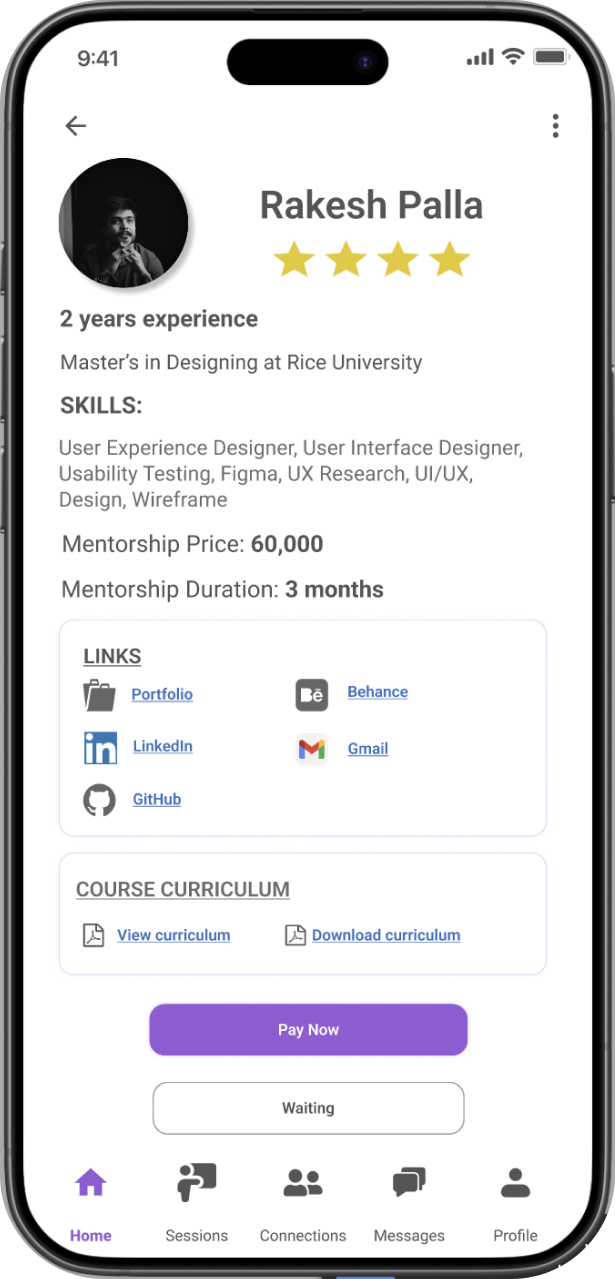 9:41
Rakesh Palla
2 years experience
Master's in Designing at Rice University
SKILLS:
User Experience Designer, User Interface Designer,
Usability Testing, Figma, UX Research, UI/UX,
Design, Wireframe
Mentorship Price: 60,000
Mentorship Duration: 3 months
LINKS
Portfolio
Bē Behance
in LinkedIn
Gmail
GitHub
COURSE CURRICULUM
View curriculum
Download curriculum
Pay Now
Waiting
Home Sessions Connections Messages Profile